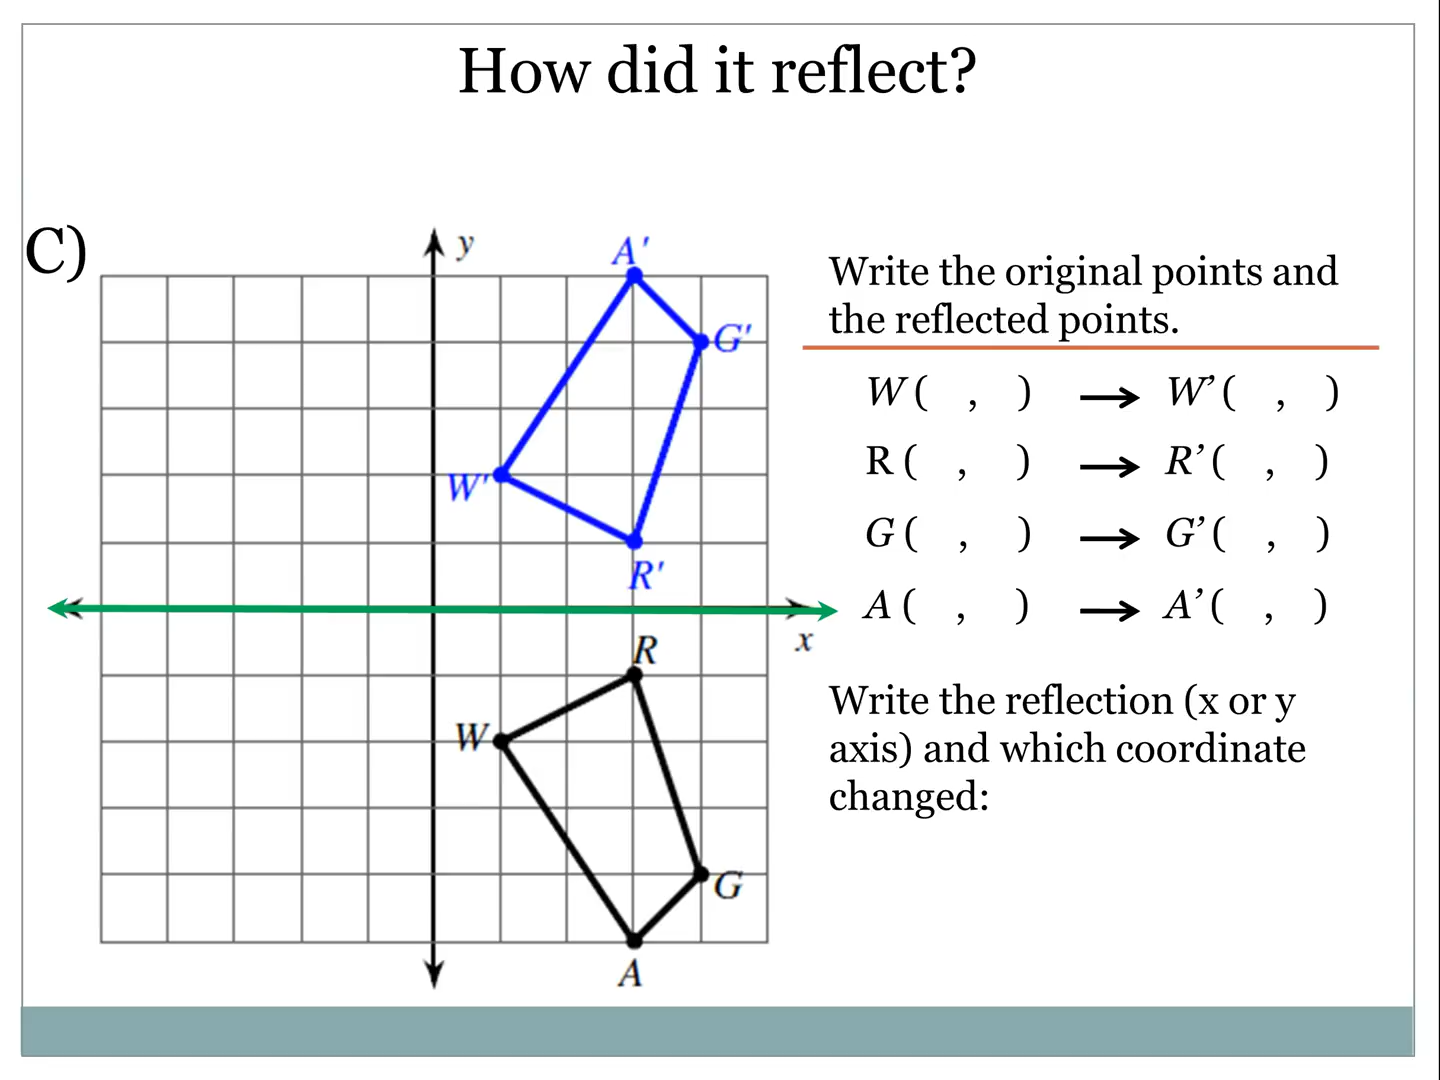 How did it reflect?
C)
y
A'
G'
W'
R'
x
R
W
G
A
Write the original points and
the reflected points.
W ( , ) → W’ ( , )
R ( , ) → R’ ( , )
G ( , ) → G’ ( , )
A ( , ) → A’ ( , )
Write the reflection (x or y
axis) and which coordinate
changed: